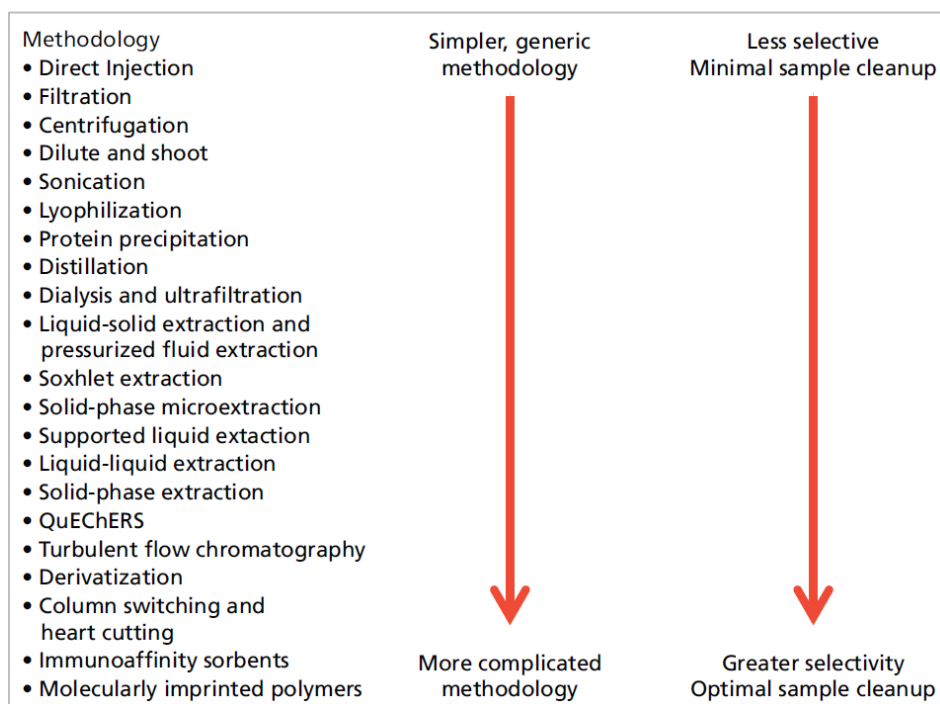 Methodology
• Direct Injection
• Filtration
• Centrifugation
• Dilute and shoot
• Sonication
• Lyophilization
• Protein precipitation
• Distillation
• Dialysis and ultrafiltration
• Liquid-solid extraction and
pressurized fluid extraction
• Soxhlet extraction
• Solid-phase microextraction
• Supported liquid extaction
• Liquid-liquid extraction
• Solid-phase extraction
• QuEChERS
• Turbulent flow chromatography
• Derivatization
• Column switching and
heart cutting
• Immunoaffinity sorbents
• Molecularly imprinted polymers
Simpler, generic
methodology
More complicated
methodology
Less selective
Minimal sample cleanup
Greater selectivity
Optimal sample cleanup